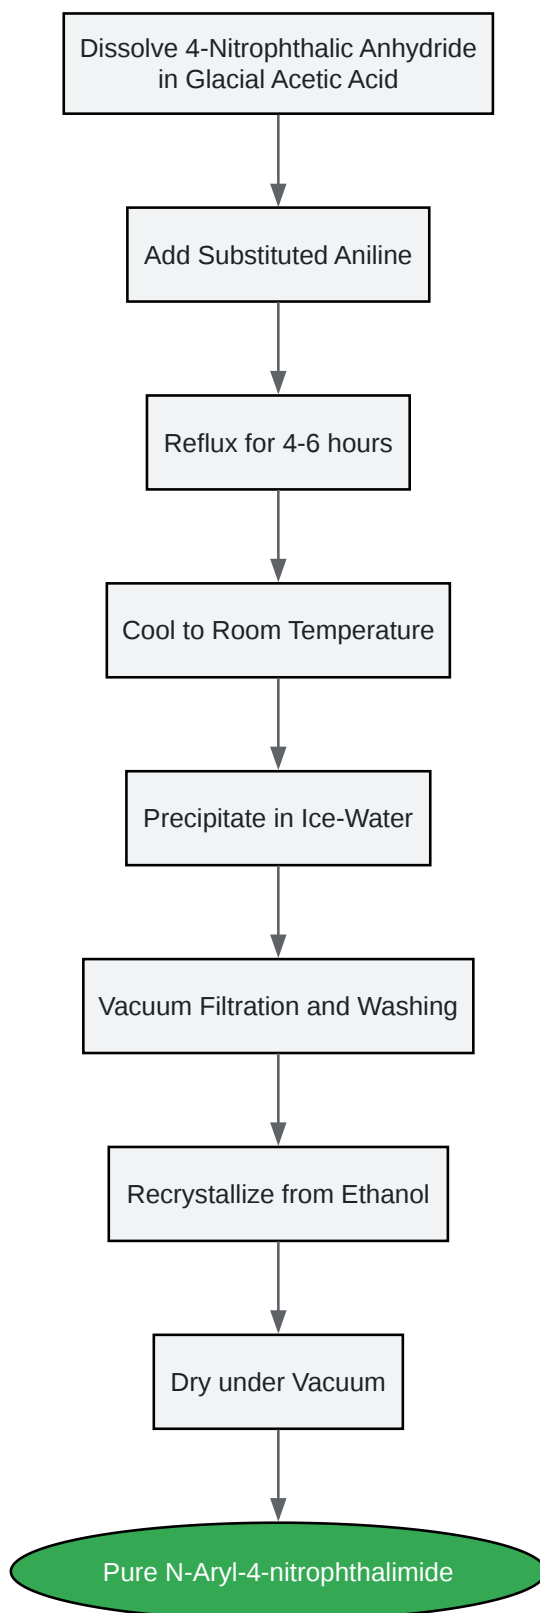 Dissolve 4-Nitrophthalic Anhydride
in Glacial Acetic Acid
Add Substituted Aniline
Reflux for 4-6 hours
Cool to Room Temperature
Precipitate in Ice-Water
Vacuum Filtration and Washing
Recrystallize from Ethanol
Dry under Vacuum
Pure N-Aryl-4-nitrophthalimide